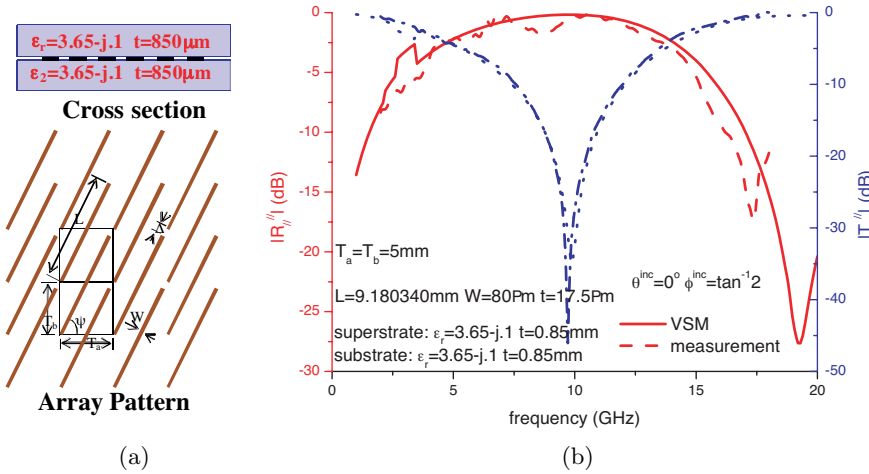 (a)
εr=3.65-j.1 t=850μm
ε2=3.65-j.1 t=850μm
Cross section
L
W
Tb
ψ
Ta
Array Pattern
(a)
(b)
0
-5
-10
-15
-20
-25
-30
|R//''| (dB)
0
-10
-20
-30
-40
-50
|T//''| (dB)
Ta=Tb=5mm
L=9.180340mm W=80Pm t=17.5Pm
superstrate: εr=3.65-j.1 t=0.85mm
substrate: εr=3.65-j.1 t=0.85mm
θinc=0o ϕinc=tan-12
VSM
measurement
0 5 10 15 20
frequency (GHz)
(b)